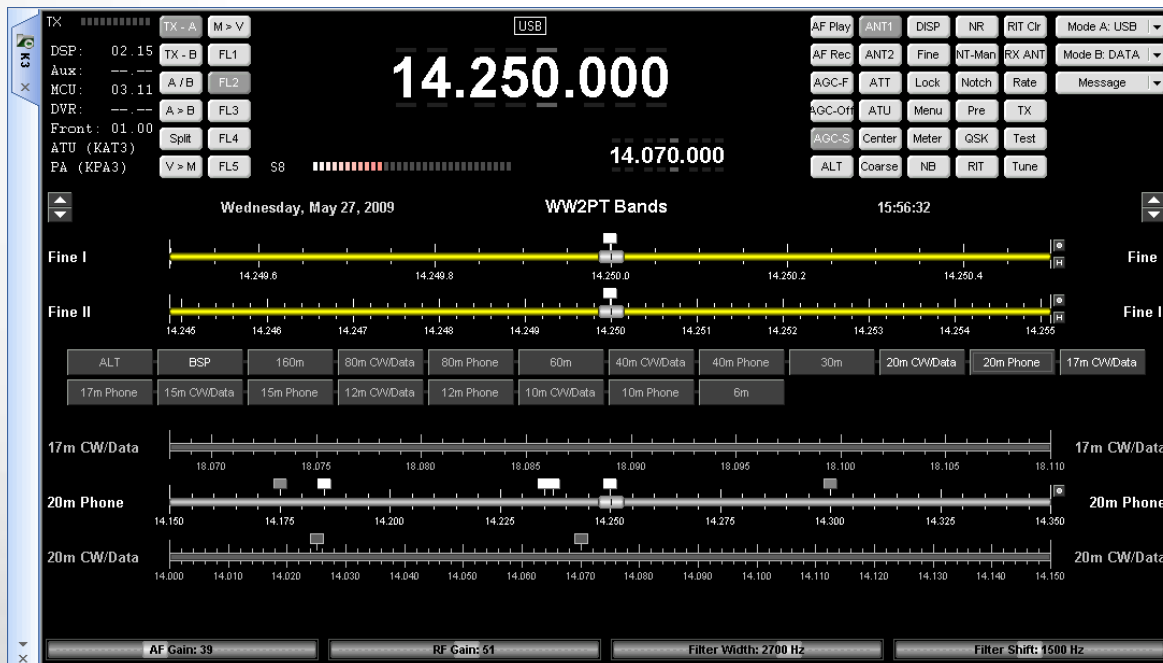 K3
TX
DSP: 02.15
Aux: --.--
MCU: 03.11
DVR: --.--
Front: 01.00
ATU (KAT3)
PA (KPA3)
TX - A M > V
TX - B FL1
A / B FL2
A > B FL3
Split FL4
V > M FL5
USB
14.250.000
14.070.000
S8
AF Play ANT1 DISP NR RIT Clr Mode A: USB
AF Rec ANT2 Fine NT-Man RX ANT Mode B: DATA
AGC-F ATT Lock Notch Rate Message
AGC-Off ATU Menu Pre TX
AGC-S Center Meter QSK Test
ALT Coarse NB RIT Tune
Wednesday, May 27, 2009 WW2PT Bands 15:56:32
Fine I H Fine
14.249.6 14.249.8 14.250.0 14.250.2 14.250.4
Fine II H Fine I
14.245 14.246 14.247 14.248 14.249 14.250 14.251 14.252 14.253 14.254 14.255
ALT BSP 160m 80m CW/Data 80m Phone 60m 40m CW/Data 40m Phone 30m 20m CW/Data 20m Phone 17m CW/Data
17m Phone 15m CW/Data 15m Phone 12m CW/Data 12m Phone 10m CW/Data 10m Phone 6m
17m CW/Data 17m CW/Data
18.070 18.075 18.080 18.085 18.090 18.095 18.100 18.105 18.110
20m Phone 20m Phone
14.150 14.175 14.200 14.225 14.250 14.275 14.300 14.325 14.350
20m CW/Data 20m CW/Data
14.000 14.010 14.020 14.030 14.040 14.050 14.060 14.070 14.080 14.090 14.100 14.110 14.120 14.130 14.140 14.150
AF Gain: 39 RF Gain: 51 Filter Width: 2700 Hz Filter Shift: 1500 Hz